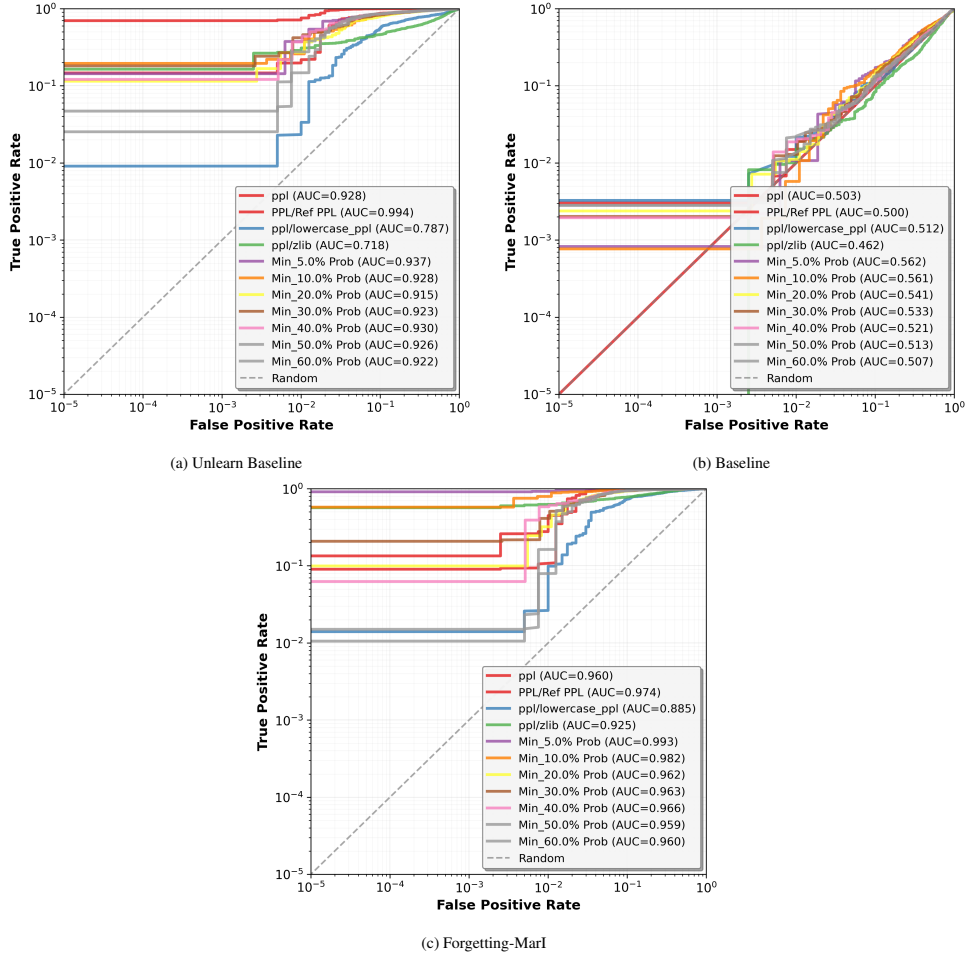 True Positive Rate
10⁰
10⁻¹
10⁻²
10⁻³
10⁻⁴
10⁻⁵
ppl (AUC=0.928)
PPL/Ref PPL (AUC=0.994)
ppl/lowercase_ppl (AUC=0.787)
ppl/zlib (AUC=0.718)
Min_5.0% Prob (AUC=0.937)
Min_10.0% Prob (AUC=0.928)
Min_20.0% Prob (AUC=0.915)
Min_30.0% Prob (AUC=0.923)
Min_40.0% Prob (AUC=0.930)
Min_50.0% Prob (AUC=0.926)
Min_60.0% Prob (AUC=0.922)
Random
10⁻⁵ 10⁻⁴ 10⁻³ 10⁻² 10⁻¹ 10⁰
False Positive Rate
(a) Unlearn Baseline
True Positive Rate
10⁰
10⁻¹
10⁻²
10⁻³
10⁻⁴
10⁻⁵
ppl (AUC=0.503)
PPL/Ref PPL (AUC=0.500)
ppl/lowercase_ppl (AUC=0.512)
ppl/zlib (AUC=0.462)
Min_5.0% Prob (AUC=0.562)
Min_10.0% Prob (AUC=0.561)
Min_20.0% Prob (AUC=0.541)
Min_30.0% Prob (AUC=0.533)
Min_40.0% Prob (AUC=0.521)
Min_50.0% Prob (AUC=0.513)
Min_60.0% Prob (AUC=0.507)
Random
10⁻⁵ 10⁻⁴ 10⁻³ 10⁻² 10⁻¹ 10⁰
False Positive Rate
(b) Baseline
True Positive Rate
10⁰
10⁻¹
10⁻²
10⁻³
10⁻⁴
10⁻⁵
ppl (AUC=0.960)
PPL/Ref PPL (AUC=0.974)
ppl/lowercase_ppl (AUC=0.885)
ppl/zlib (AUC=0.925)
Min_5.0% Prob (AUC=0.993)
Min_10.0% Prob (AUC=0.982)
Min_20.0% Prob (AUC=0.962)
Min_30.0% Prob (AUC=0.963)
Min_40.0% Prob (AUC=0.966)
Min_50.0% Prob (AUC=0.959)
Min_60.0% Prob (AUC=0.960)
Random
10⁻⁵ 10⁻⁴ 10⁻³ 10⁻² 10⁻¹ 10⁰
False Positive Rate
(c) Forgetting-MarI